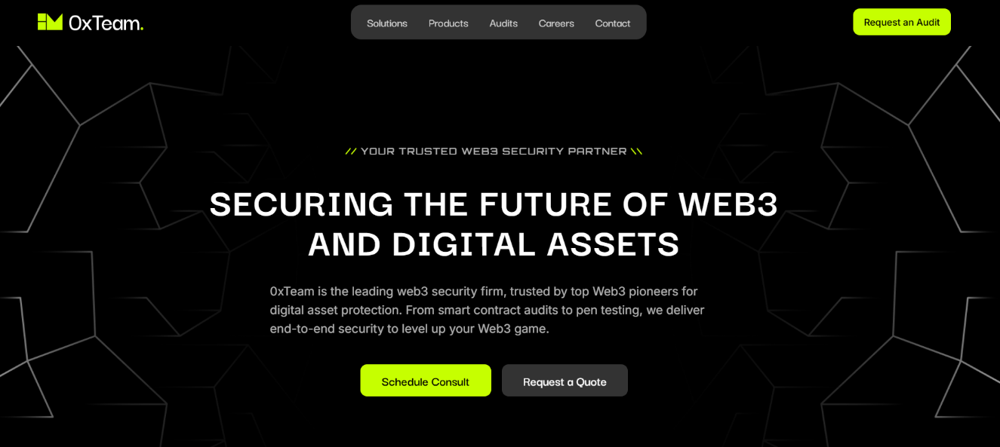 0xTeam.
Solutions Products Audits Careers Contact
Request an Audit
// YOUR TRUSTED WEB3 SECURITY PARTNER \\
SECURING THE FUTURE OF WEB3
AND DIGITAL ASSETS
0xTeam is the leading web3 security firm, trusted by top Web3 pioneers for
digital asset protection. From smart contract audits to pen testing, we deliver
end-to-end security to level up your Web3 game.
Schedule Consult Request a Quote